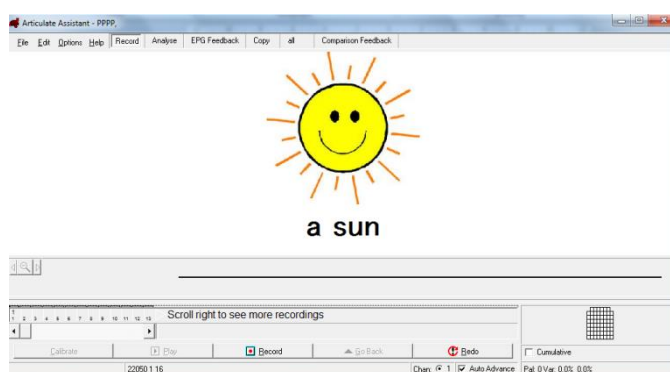 Articulate Assistant - PPPP,
File Edit Options Help Record Analyse EPG Feedback Copy all Comparison Feedback
a sun
1
1 2 3 4 5 6 7 8 9 10 11 12 13 Scroll right to see more recordings
Calibrate Play Record Go Back Redo Cumulative
22050 1 16 Chan: 1 Auto Advance Pat: 0 Var: 0.0% 0.0%